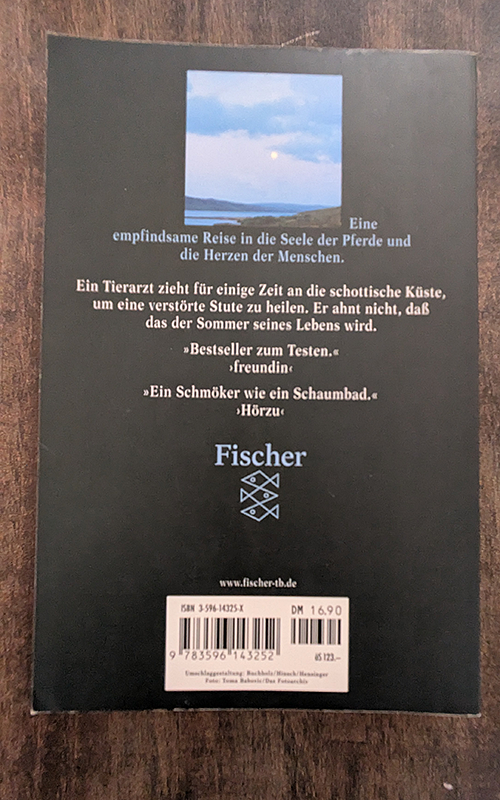 Eine
empfindsame Reise in die Seele der Pferde und
die Herzen der Menschen.
Ein Tierarzt zieht für einige Zeit an die schottische Küste,
um eine verstörte Stute zu heilen. Er ahnt nicht, daß
das der Sommer seines Lebens wird.
»Bestseller zum Testen.«
›freundin‹
»Ein Schmöker wie ein Schaumbad.«
›Hörzu‹
Fischer
www.fischer-tb.de
ISBN 3-596-14325-X DM 16.90
9 783596 143252 öS 123.–
Umschlaggestaltung: Buchholz/Hinsch/Hensinger
Foto: Toma Babovic/Das Fotoarchiv